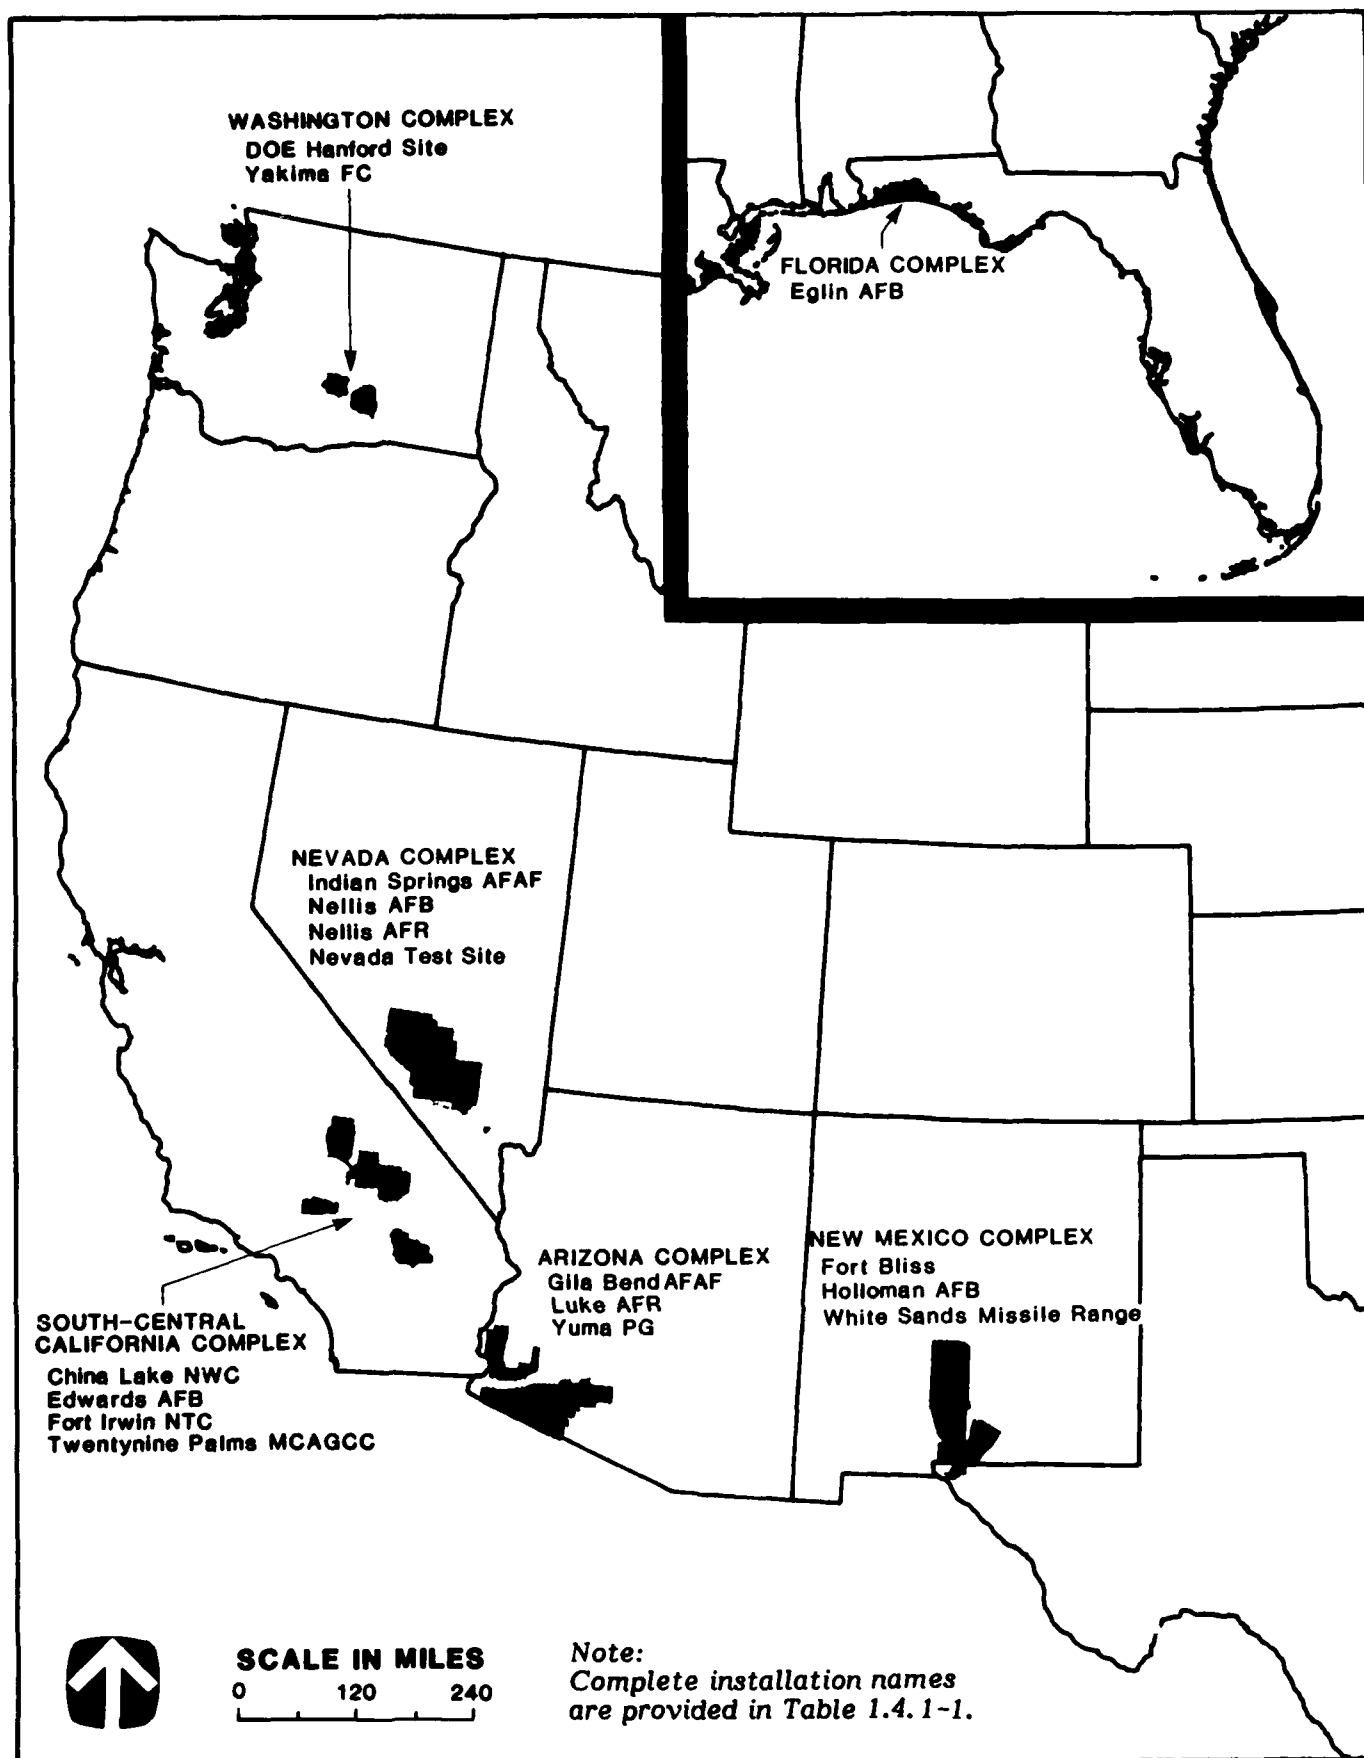 WASHINGTON COMPLEX
DOE Hanford Site
Yakima FC
FLORIDA COMPLEX
Eglin AFB
NEVADA COMPLEX
Indian Springs AFAF
Nellis AFB
Nellis AFR
Nevada Test Site
ARIZONA COMPLEX
Gila Bend AFAF
Luke AFR
Yuma PG
NEW MEXICO COMPLEX
Fort Bliss
Holloman AFB
White Sands Missile Range
SOUTH-CENTRAL
CALIFORNIA COMPLEX
China Lake NWC
Edwards AFB
Fort Irwin NTC
Twentynine Palms MCAGCC
SCALE IN MILES
0 120 240
Note:
Complete installation names
are provided in Table 1.4.1-1.